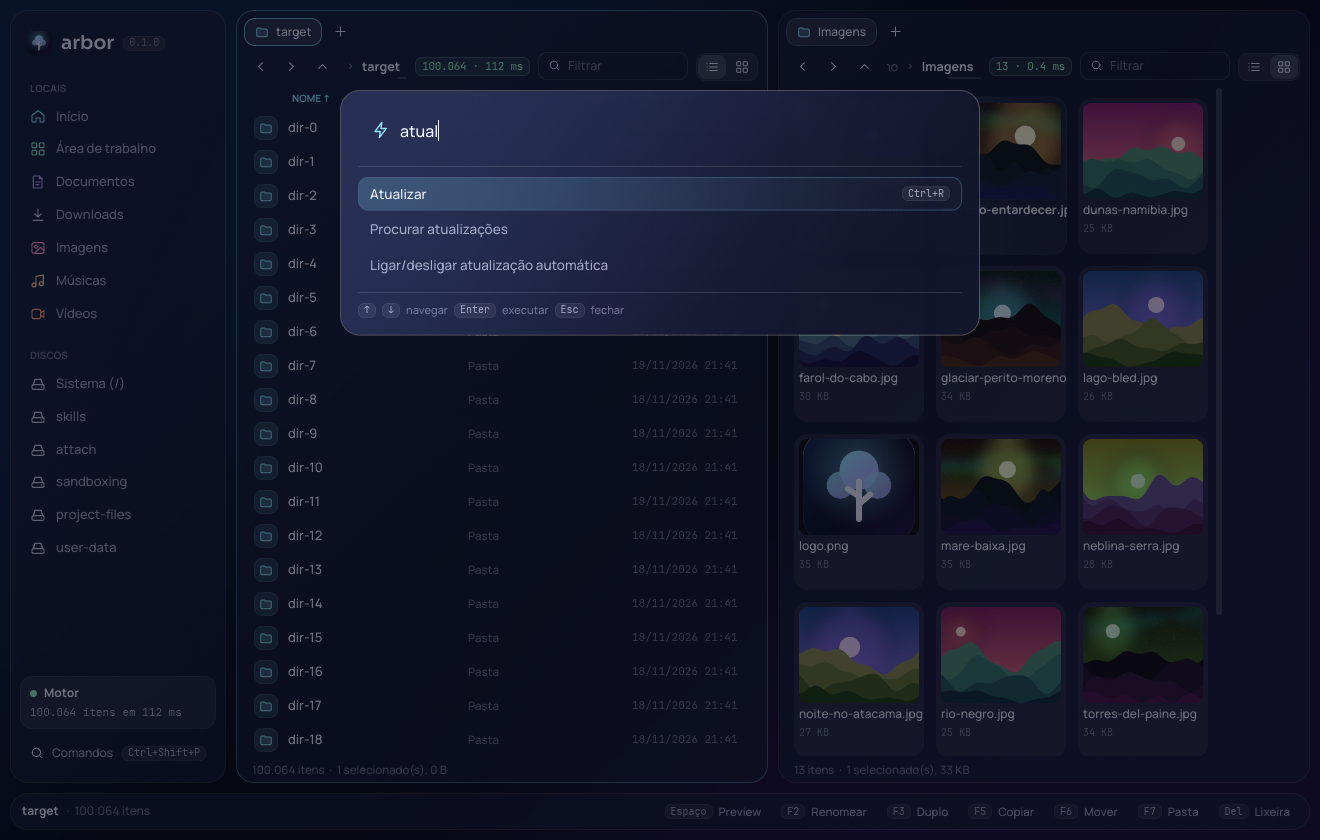 arbor 0.1.0
LOCAIS
Início
Área de trabalho
Documentos
Downloads
Imagens
Músicas
Vídeos
DISCOS
Sistema (/)
skills
attach
sandboxing
project-files
user-data
Motor
100.064 itens em 112 ms
Comandos Ctrl+Shift+P
target +
target 100.064 · 112 ms Filtrar
NOME ↑
dir-0
dir-1
dir-2
dir-3
dir-4
dir-5
dir-6
dir-7 Pasta 18/11/2026 21:41
dir-8 Pasta 18/11/2026 21:41
dir-9 Pasta 18/11/2026 21:41
dir-10 Pasta 18/11/2026 21:41
dir-11 Pasta 18/11/2026 21:41
dir-12 Pasta 18/11/2026 21:41
dir-13 Pasta 18/11/2026 21:41
dir-14 Pasta 18/11/2026 21:41
dir-15 Pasta 18/11/2026 21:41
dir-16 Pasta 18/11/2026 21:41
dir-17 Pasta 18/11/2026 21:41
dir-18 Pasta 18/11/2026 21:41
100.064 itens · 1 selecionado(s), 0 B
atual
Atualizar Ctrl+R
Procurar atualizações
Ligar/desligar atualização automática
↑ ↓ navegar Enter executar Esc fechar
Imagens +
Imagens 13 · 0.4 ms Filtrar
o-entardecer.jp dunas-namibia.jpg
25 KB
farol-do-cabo.jpg glaciar-perito-moreno lago-bled.jpg
30 KB 34 KB 26 KB
logo.png mare-baixa.jpg neblina-serra.jpg
35 KB 35 KB 28 KB
noite-no-atacama.jpg rio-negro.jpg torres-del-paine.jpg
27 KB 25 KB 34 KB
13 itens · 1 selecionado(s), 33 KB
target · 100.064 itens
Espaço Preview F2 Renomear F3 Duplo F5 Copiar F6 Mover F7 Pasta Del Lixeira